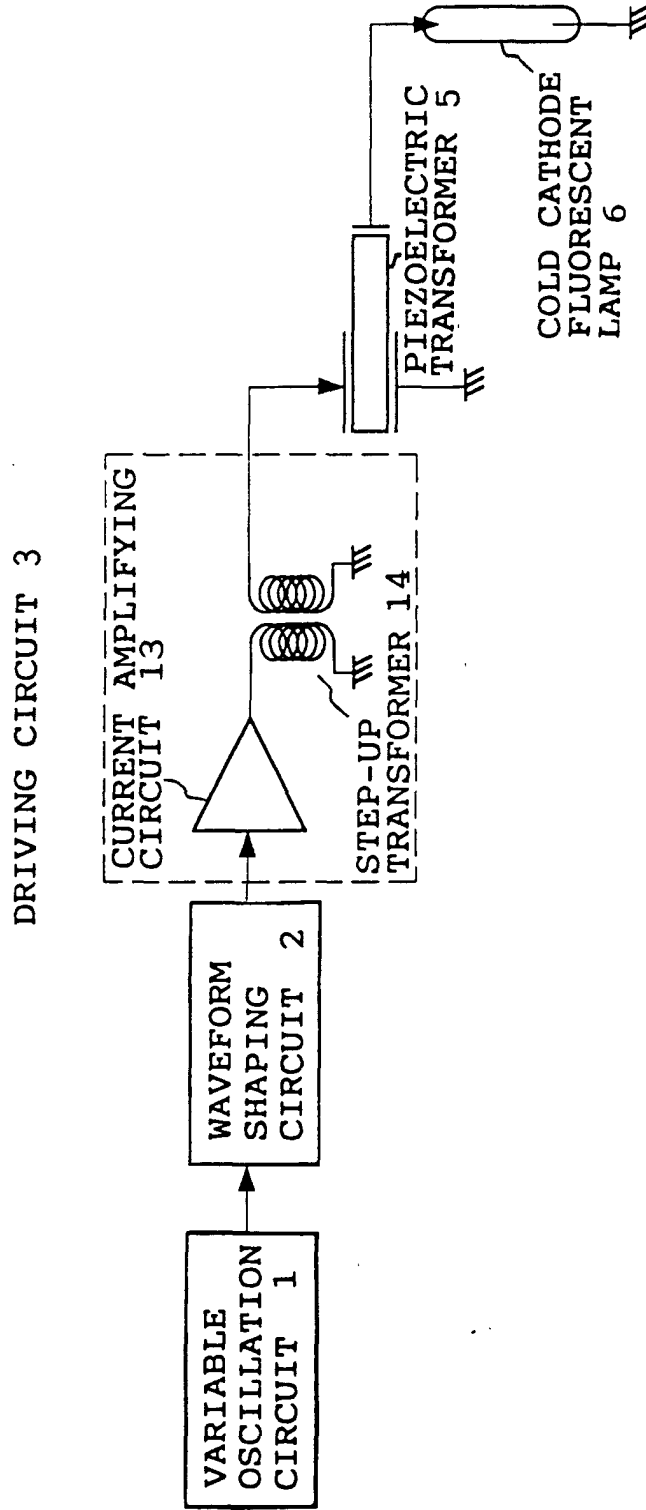 DRIVING CIRCUIT 3
VARIABLE
OSCILLATION
CIRCUIT 1
WAVEFORM
SHAPING
CIRCUIT 2
CURRENT AMPLIFYING
CIRCUIT 13
STEP-UP
TRANSFORMER 14
PIEZOELECTRIC
TRANSFORMER 5
COLD CATHODE
FLUORESCENT
LAMP 6